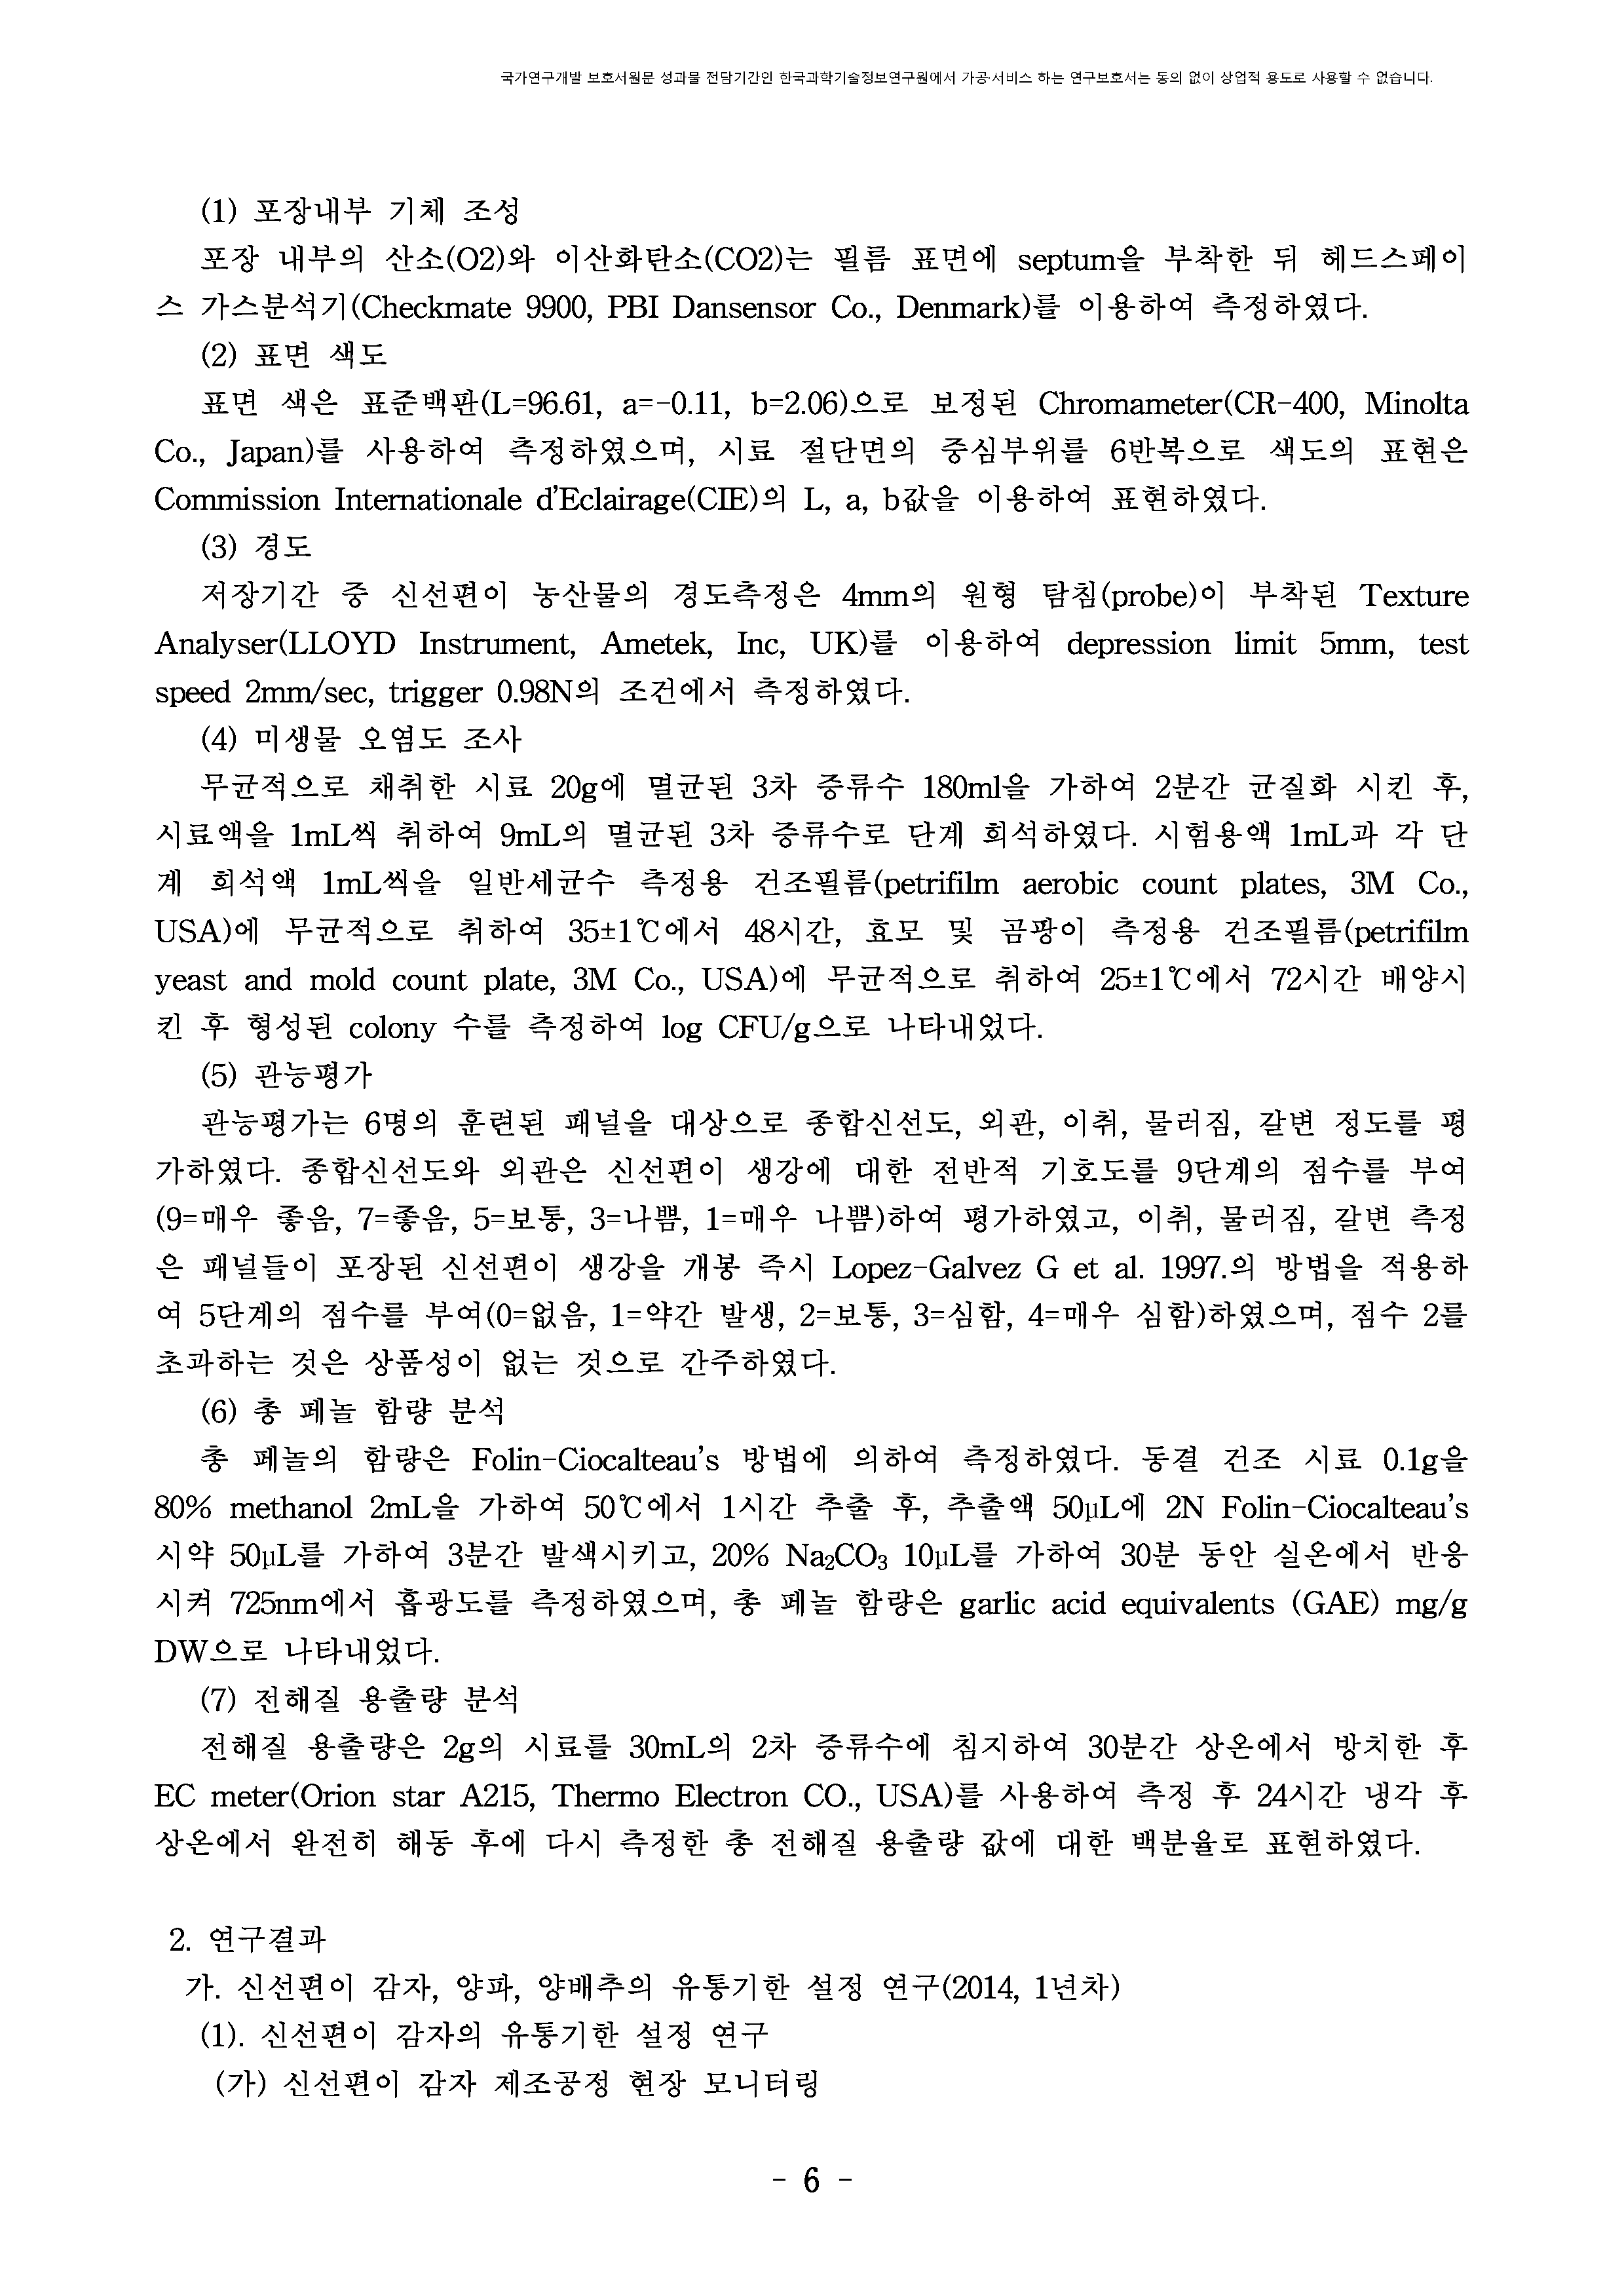 국가연구개발 보호서원문 성과물 전담기간인 한국과학기술정보연구원에서 가공·서비스 하는 연구보호서는 동의 없이 상업적 용도로 사용할 수 없습니다.
(1) 포장내부 기체 조성
포장 내부의 산소(O2)와 이산화탄소(CO2)는 필름 표면에 septum을 부착한 뒤 헤드스페이
스 가스분석기(Checkmate 9900, PBI Dansensor Co., Denmark)를 이용하여 측정하였다.
(2) 표면 색도
표면 색은 표준백판(L=96.61, a=-0.11, b=2.06)으로 보정된 Chromameter(CR-400, Minolta
Co., Japan)를 사용하여 측정하였으며, 시료 절단면의 중심부위를 6반복으로 색도의 표현은
Commission Internationale d'Eclairage(CIE)의 L, a, b값을 이용하여 표현하였다.
(3) 경도
저장기간 중 신선편이 농산물의 경도측정은 4mm의 원형 탐침(probe)이 부착된 Texture
Analyser(LLOYD Instrument, Ametek, Inc, UK)를 이용하여 depression limit 5mm, test
speed 2mm/sec, trigger 0.98N의 조건에서 측정하였다.
(4) 미생물 오염도 조사
무균적으로 채취한 시료 20g에 멸균된 3차 증류수 180ml을 가하여 2분간 균질화 시킨 후,
시료액을 1mL씩 취하여 9mL의 멸균된 3차 증류수로 단계 희석하였다. 시험용액 1mL과 각 단
계 희석액 1mL씩을 일반세균수 측정용 건조필름(petrifilm aerobic count plates, 3M Co.,
USA)에 무균적으로 취하여 35±1℃에서 48시간, 효모 및 곰팡이 측정용 건조필름(petrifilm
yeast and mold count plate, 3M Co., USA)에 무균적으로 취하여 25±1℃에서 72시간 배양시
킨 후 형성된 colony 수를 측정하여 log CFU/g으로 나타내었다.
(5) 관능평가
관능평가는 6명의 훈련된 패널을 대상으로 종합신선도, 외관, 이취, 물러짐, 갈변 정도를 평
가하였다. 종합신선도와 외관은 신선편이 생강에 대한 전반적 기호도를 9단계의 점수를 부여
(9=매우 좋음, 7=좋음, 5=보통, 3=나쁨, 1=매우 나쁨)하여 평가하였고, 이취, 물러짐, 갈변 측정
은 패널들이 포장된 신선편이 생강을 개봉 즉시 Lopez-Galvez G et al. 1997.의 방법을 적용하
여 5단계의 점수를 부여(0=없음, 1=약간 발생, 2=보통, 3=심함, 4=매우 심함)하였으며, 점수 2를
초과하는 것은 상품성이 없는 것으로 간주하였다.
(6) 총 페놀 함량 분석
총 페놀의 함량은 Folin-Ciocalteau's 방법에 의하여 측정하였다. 동결 건조 시료 0.1g을
80% methanol 2mL을 가하여 50℃에서 1시간 추출 후, 추출액 50μL에 2N Folin-Ciocalteau's
시약 50μL를 가하여 3분간 발색시키고, 20% Na₂CO₃ 10μL를 가하여 30분 동안 실온에서 반응
시켜 725nm에서 흡광도를 측정하였으며, 총 페놀 함량은 garlic acid equivalents (GAE) mg/g
DW으로 나타내었다.
(7) 전해질 용출량 분석
전해질 용출량은 2g의 시료를 30mL의 2차 증류수에 침지하여 30분간 상온에서 방치한 후
EC meter(Orion star A215, Thermo Electron CO., USA)를 사용하여 측정 후 24시간 냉각 후
상온에서 완전히 해동 후에 다시 측정한 총 전해질 용출량 값에 대한 백분율로 표현하였다.
2. 연구결과
가. 신선편이 감자, 양파, 양배추의 유통기한 설정 연구(2014, 1년차)
(1). 신선편이 감자의 유통기한 설정 연구
(가) 신선편이 감자 제조공정 현장 모니터링
- 6 -